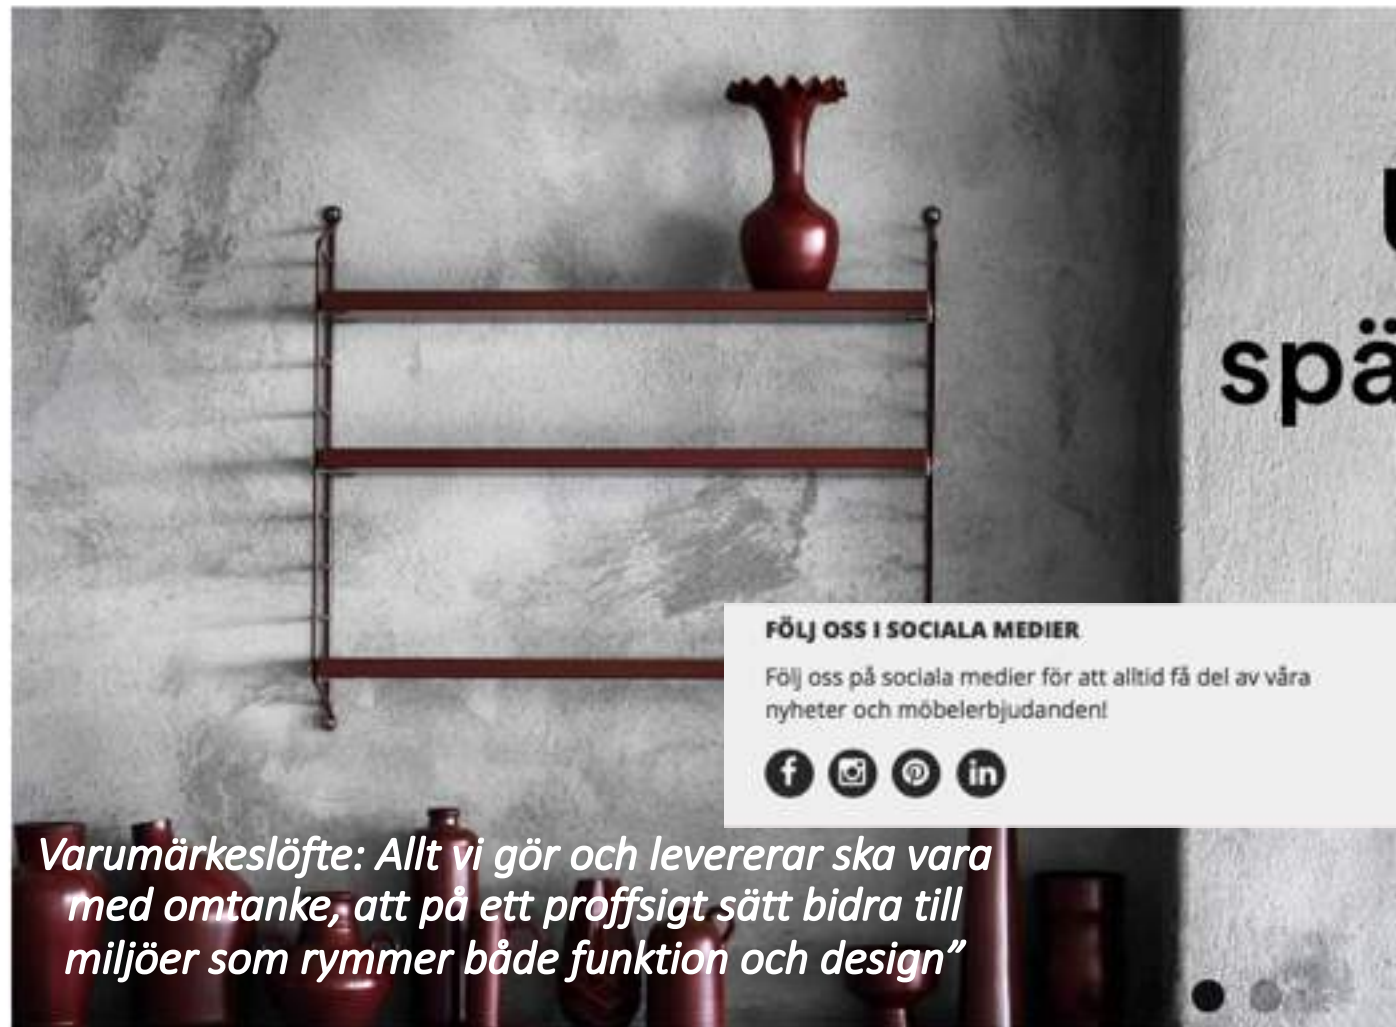 spä
FÖLJ OSS I SOCIALA MEDIER
Följ oss på sociala medier för att alltid få del av våra
nyheter och möbelerbjudanden!
Varumärkeslöfte: Allt vi gör och levererar ska vara
med omtanke, att på ett proffsigt sätt bidra till
miljöer som rymmer både funktion och design”